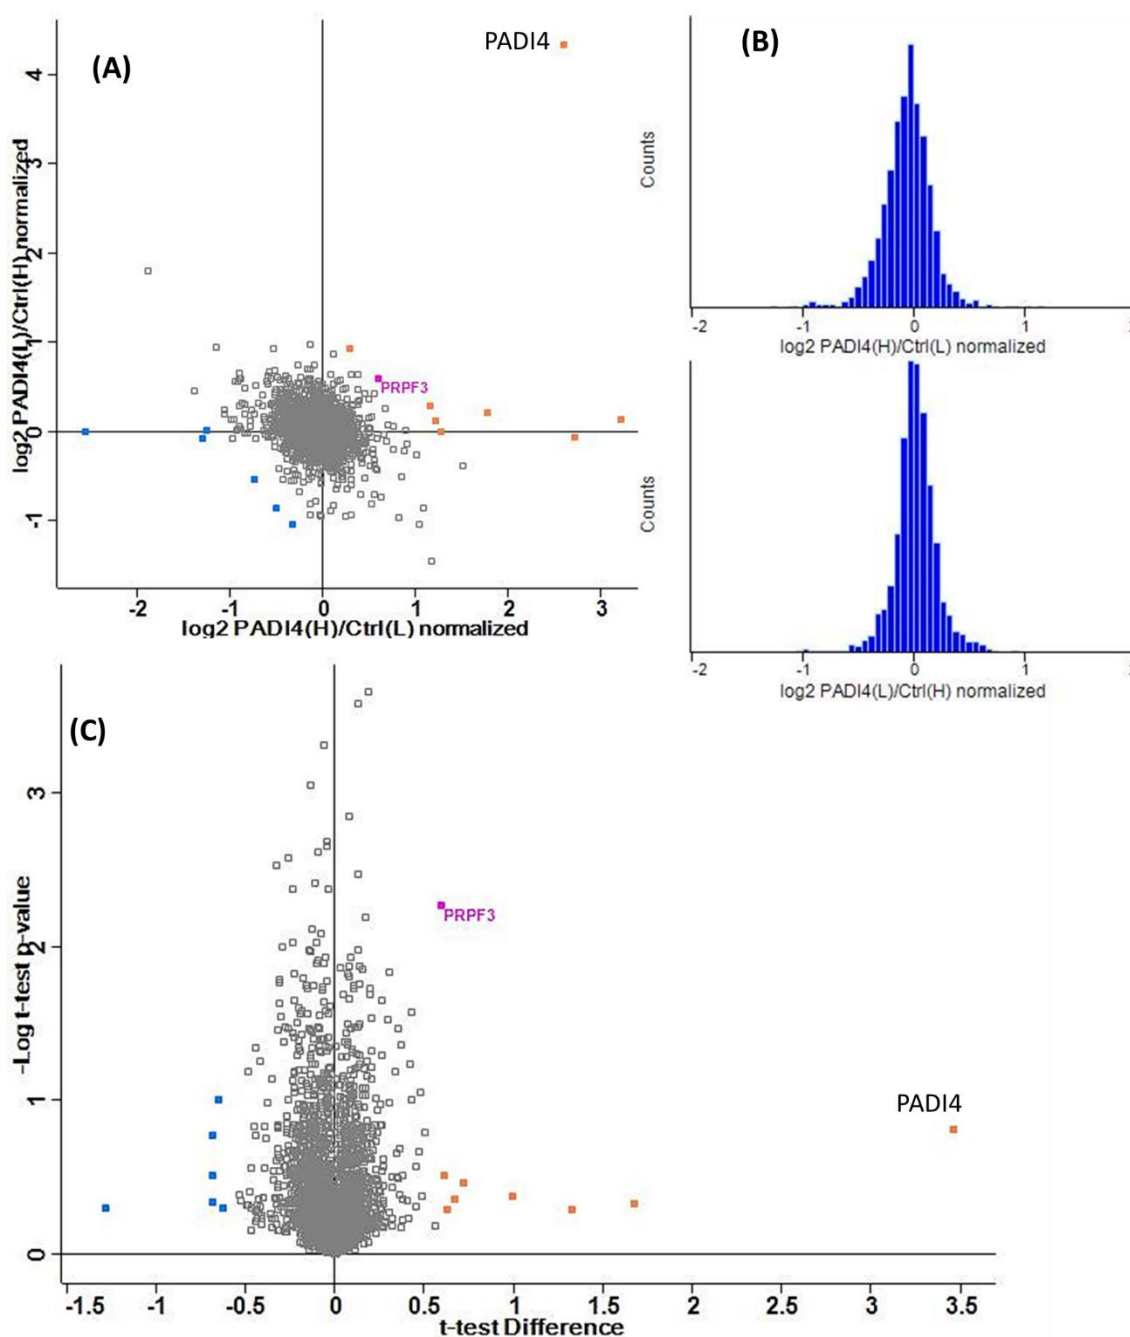 (A)
PADI4
4
3
2
1
0
-1
log2 PADI4(L)/Ctrl(H) normalized
PRPF3
-2
-1
0
1
2
3
log2 PADI4(H)/Ctrl(L) normalized
(B)
Counts
-2
-1
0
1
log2 PADI4(H)/Ctrl(L) normalized
Counts
-2
-1
0
1
log2 PADI4(L)/Ctrl(H) normalized
(C)
3
2
1
0
-Log t-test p-value
PRPF3
PADI4
-1.5
-1
-0.5
0
0.5
1
1.5
2
2.5
3
3.5
t-test Difference